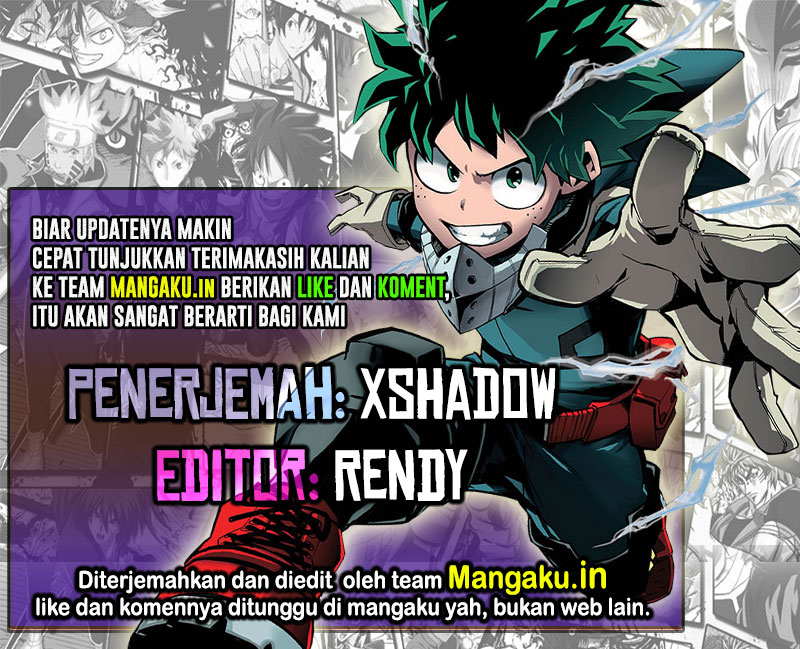 BIAR UPDATENYA MAKIN
CEPAT TUNJUKKAN TERIMAKASIH KALIAN
KE TEAM MANGAKU.in BERIKAN LIKE DAN KOMENT,
ITU AKAN SANGAT BERARTI BAGI KAMI
PENERJEMAH: XSHADOW
EDITOR: RENDY
Diterjemahkan dan diedit oleh team Mangaku.in
like dan komennya ditunggu di mangaku yah, bukan web lain.